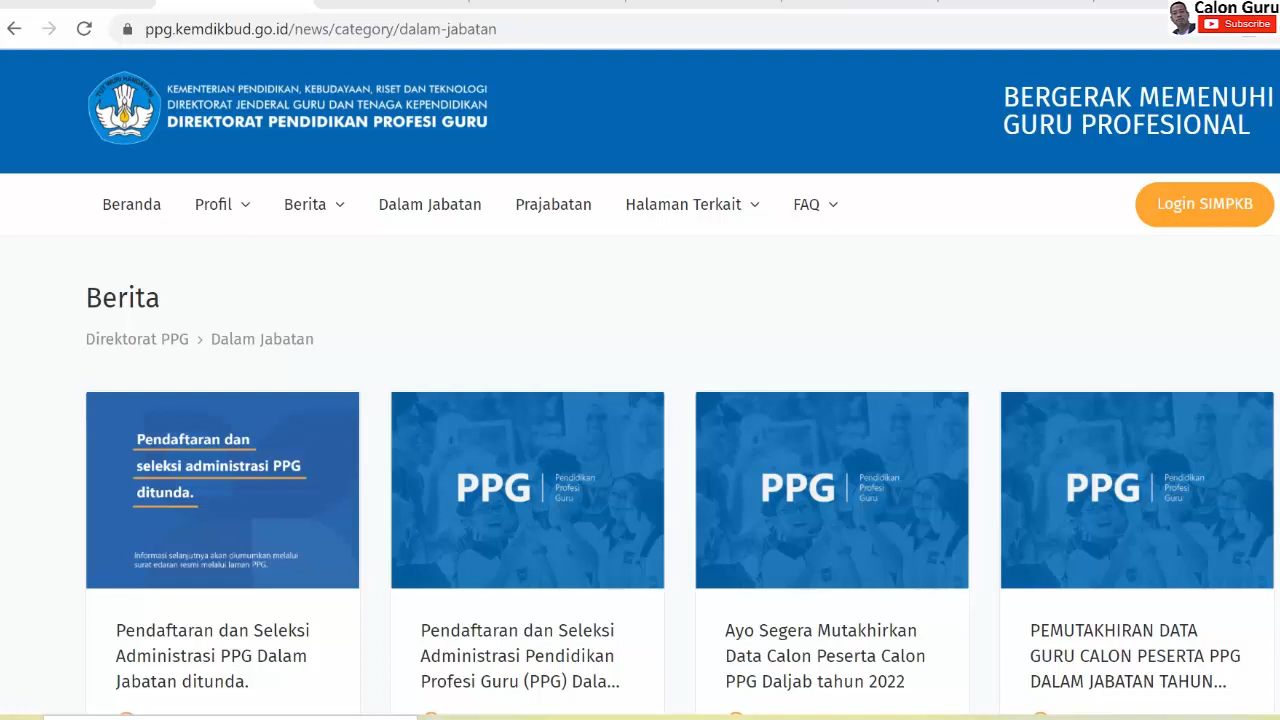 Calon Guru
Subscribe
ppg.kemdikbud.go.id/news/category/dalam-jabatan
KEMENTERIAN PENDIDIKAN, KEBUDAYAAN, RISET DAN TEKNOLOGI
DIREKTORAT JENDERAL GURU DAN TENAGA KEPENDIDIKAN
DIREKTORAT PENDIDIKAN PROFESI GURU
BERGERAK MEMENUHI
GURU PROFESIONAL
Beranda Profil Berita Dalam Jabatan Prajabatan Halaman Terkait FAQ Login SIMPKB
Berita
Direktorat PPG › Dalam Jabatan
Pendaftaran dan
seleksi administrasi PPG
ditunda.
Informasi selanjutnya akan diumumkan melalui
surat edaran resmi melalui laman PPG.
Pendaftaran dan Seleksi
Administrasi PPG Dalam
Jabatan ditunda.
PPG
Pendidikan
Profesi
Guru
Pendaftaran dan Seleksi
Administrasi Pendidikan
Profesi Guru (PPG) Dala...
PPG
Pendidikan
Profesi
Guru
Ayo Segera Mutakhirkan
Data Calon Peserta Calon
PPG Daljab tahun 2022
PPG
Pendidikan
Profesi
Guru
PEMUTAKHIRAN DATA
GURU CALON PESERTA PPG
DALAM JABATAN TAHUN...